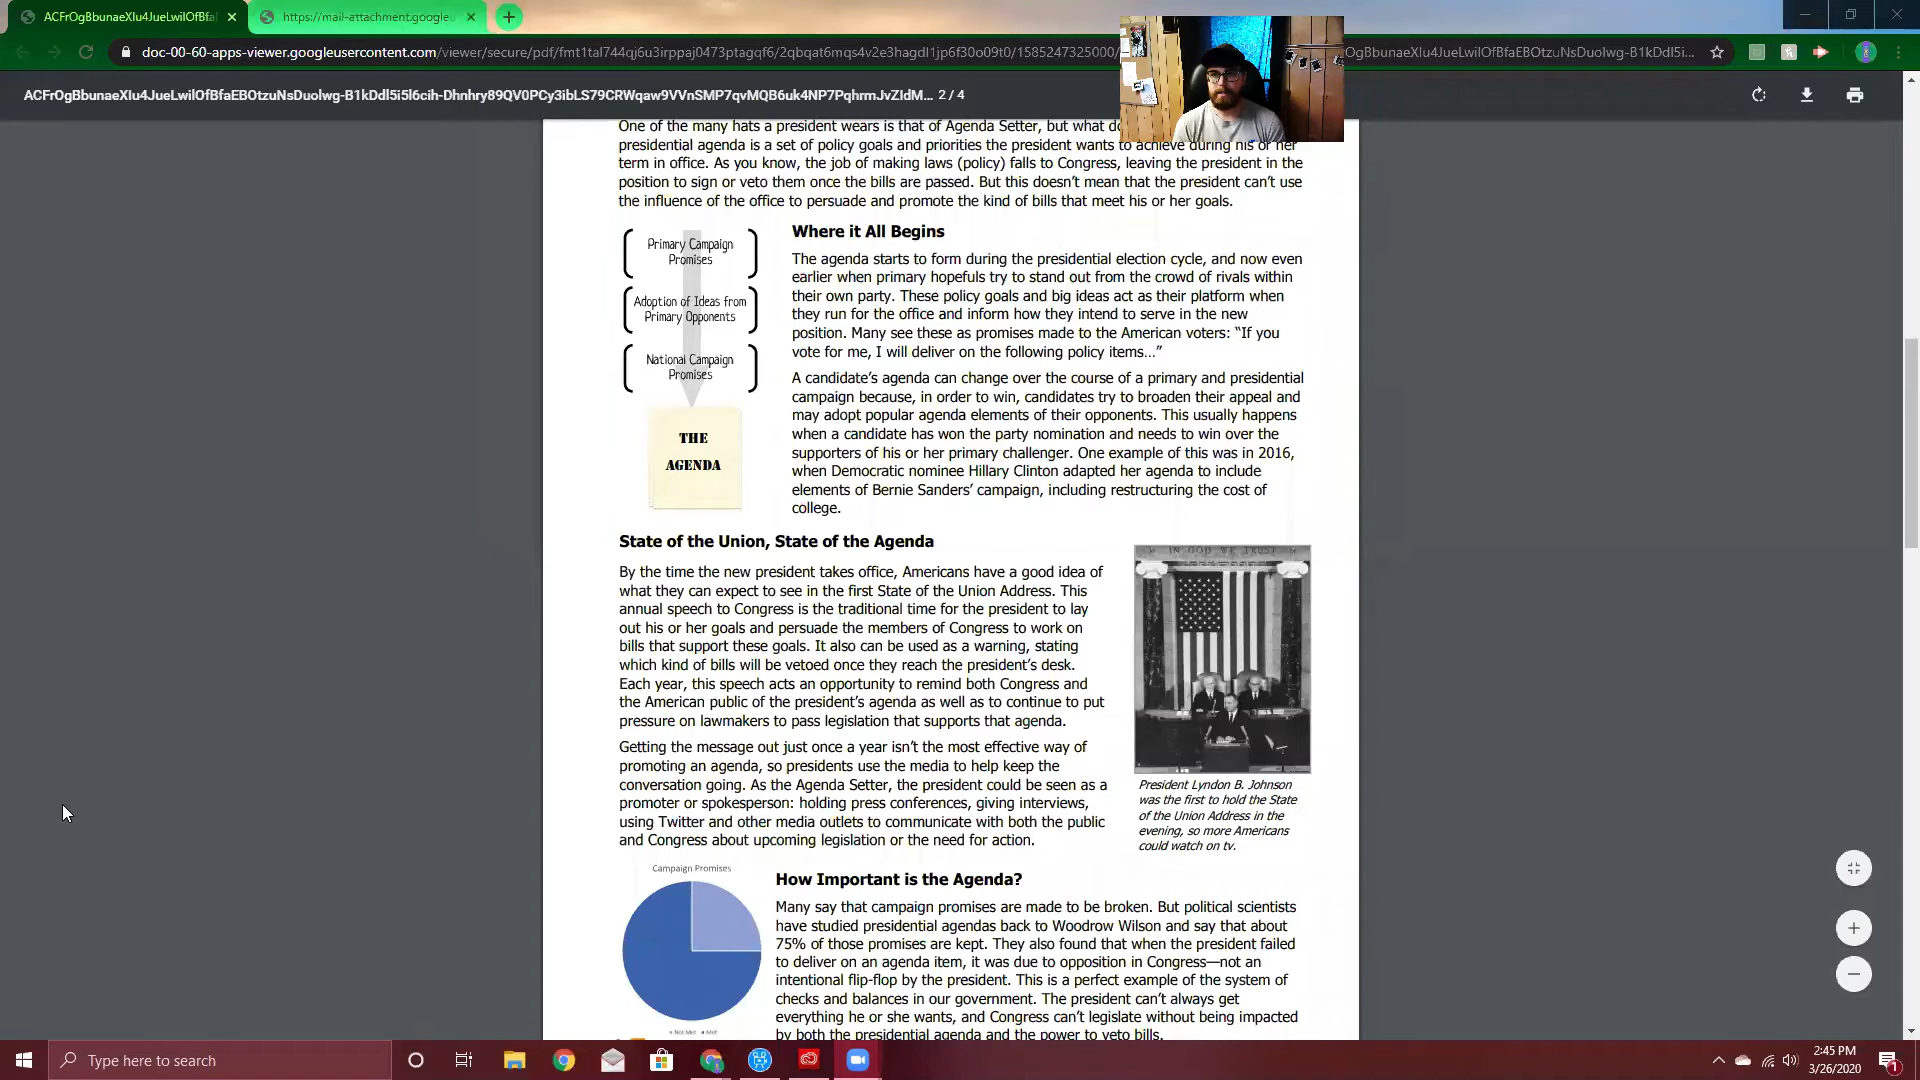 ACFrOgBbunaeXlu4JueLwilOfBfa
https://mail-attachment.googleu
doc-00-60-apps-viewer.googleusercontent.com/viewer/secure/pdf/
ACFrOgBbunaeXlu4JueLwilOfBfaEBOtzuNsDuolwg-B1kDdl5i5l6cih-Dhnhry89QV0PCy3ibLS79CRWqaw9VVnSMP7qvMQB6uk4NP7PqhrmJvZIdM... 2 / 4
One of the many hats a president wears is that of Agenda Setter, but what
presidential agenda is a set of policy goals and priorities the president wants to achieve during his or her
term in office. As you know, the job of making laws (policy) falls to Congress, leaving the president in the
position to sign or veto them once the bills are passed. But this doesn't mean that the president can't use
the influence of the office to persuade and promote the kind of bills that meet his or her goals.
Primary Campaign
Promises
Adoption of Ideas from
Primary Opponents
National Campaign
Promises
THE
AGENDA
Where it All Begins
The agenda starts to form during the presidential election cycle, and now even
earlier when primary hopefuls try to stand out from the crowd of rivals within
their own party. These policy goals and big ideas act as their platform when
they run for the office and inform how they intend to serve in the new
position. Many see these as promises made to the American voters: “If you
vote for me, I will deliver on the following policy items…”
A candidate's agenda can change over the course of a primary and presidential
campaign because, in order to win, candidates try to broaden their appeal and
may adopt popular agenda elements of their opponents. This usually happens
when a candidate has won the party nomination and needs to win over the
supporters of his or her primary challenger. One example of this was in 2016,
when Democratic nominee Hillary Clinton adapted her agenda to include
elements of Bernie Sanders' campaign, including restructuring the cost of
college.
State of the Union, State of the Agenda
By the time the new president takes office, Americans have a good idea of
what they can expect to see in the first State of the Union Address. This
annual speech to Congress is the traditional time for the president to lay
out his or her goals and persuade the members of Congress to work on
bills that support these goals. It also can be used as a warning, stating
which kind of bills will be vetoed once they reach the president's desk.
Each year, this speech acts an opportunity to remind both Congress and
the American public of the president's agenda as well as to continue to put
pressure on lawmakers to pass legislation that supports that agenda.
Getting the message out just once a year isn't the most effective way of
promoting an agenda, so presidents use the media to help keep the
conversation going. As the Agenda Setter, the president could be seen as a
promoter or spokesperson: holding press conferences, giving interviews,
using Twitter and other media outlets to communicate with both the public
and Congress about upcoming legislation or the need for action.
IN GOD WE TRUST
President Lyndon B. Johnson
was the first to hold the State
of the Union Address in the
evening, so more Americans
could watch on tv.
Campaign Promises
Not Met Met
How Important is the Agenda?
Many say that campaign promises are made to be broken. But political scientists
have studied presidential agendas back to Woodrow Wilson and say that about
75% of those promises are kept. They also found that when the president failed
to deliver on an agenda item, it was due to opposition in Congress—not an
intentional flip-flop by the president. This is a perfect example of the system of
checks and balances in our government. The president can't always get
everything he or she wants, and Congress can't legislate without being impacted
by both the presidential agenda and the power to veto bills.
Type here to search
2:45 PM
3/26/2020
1